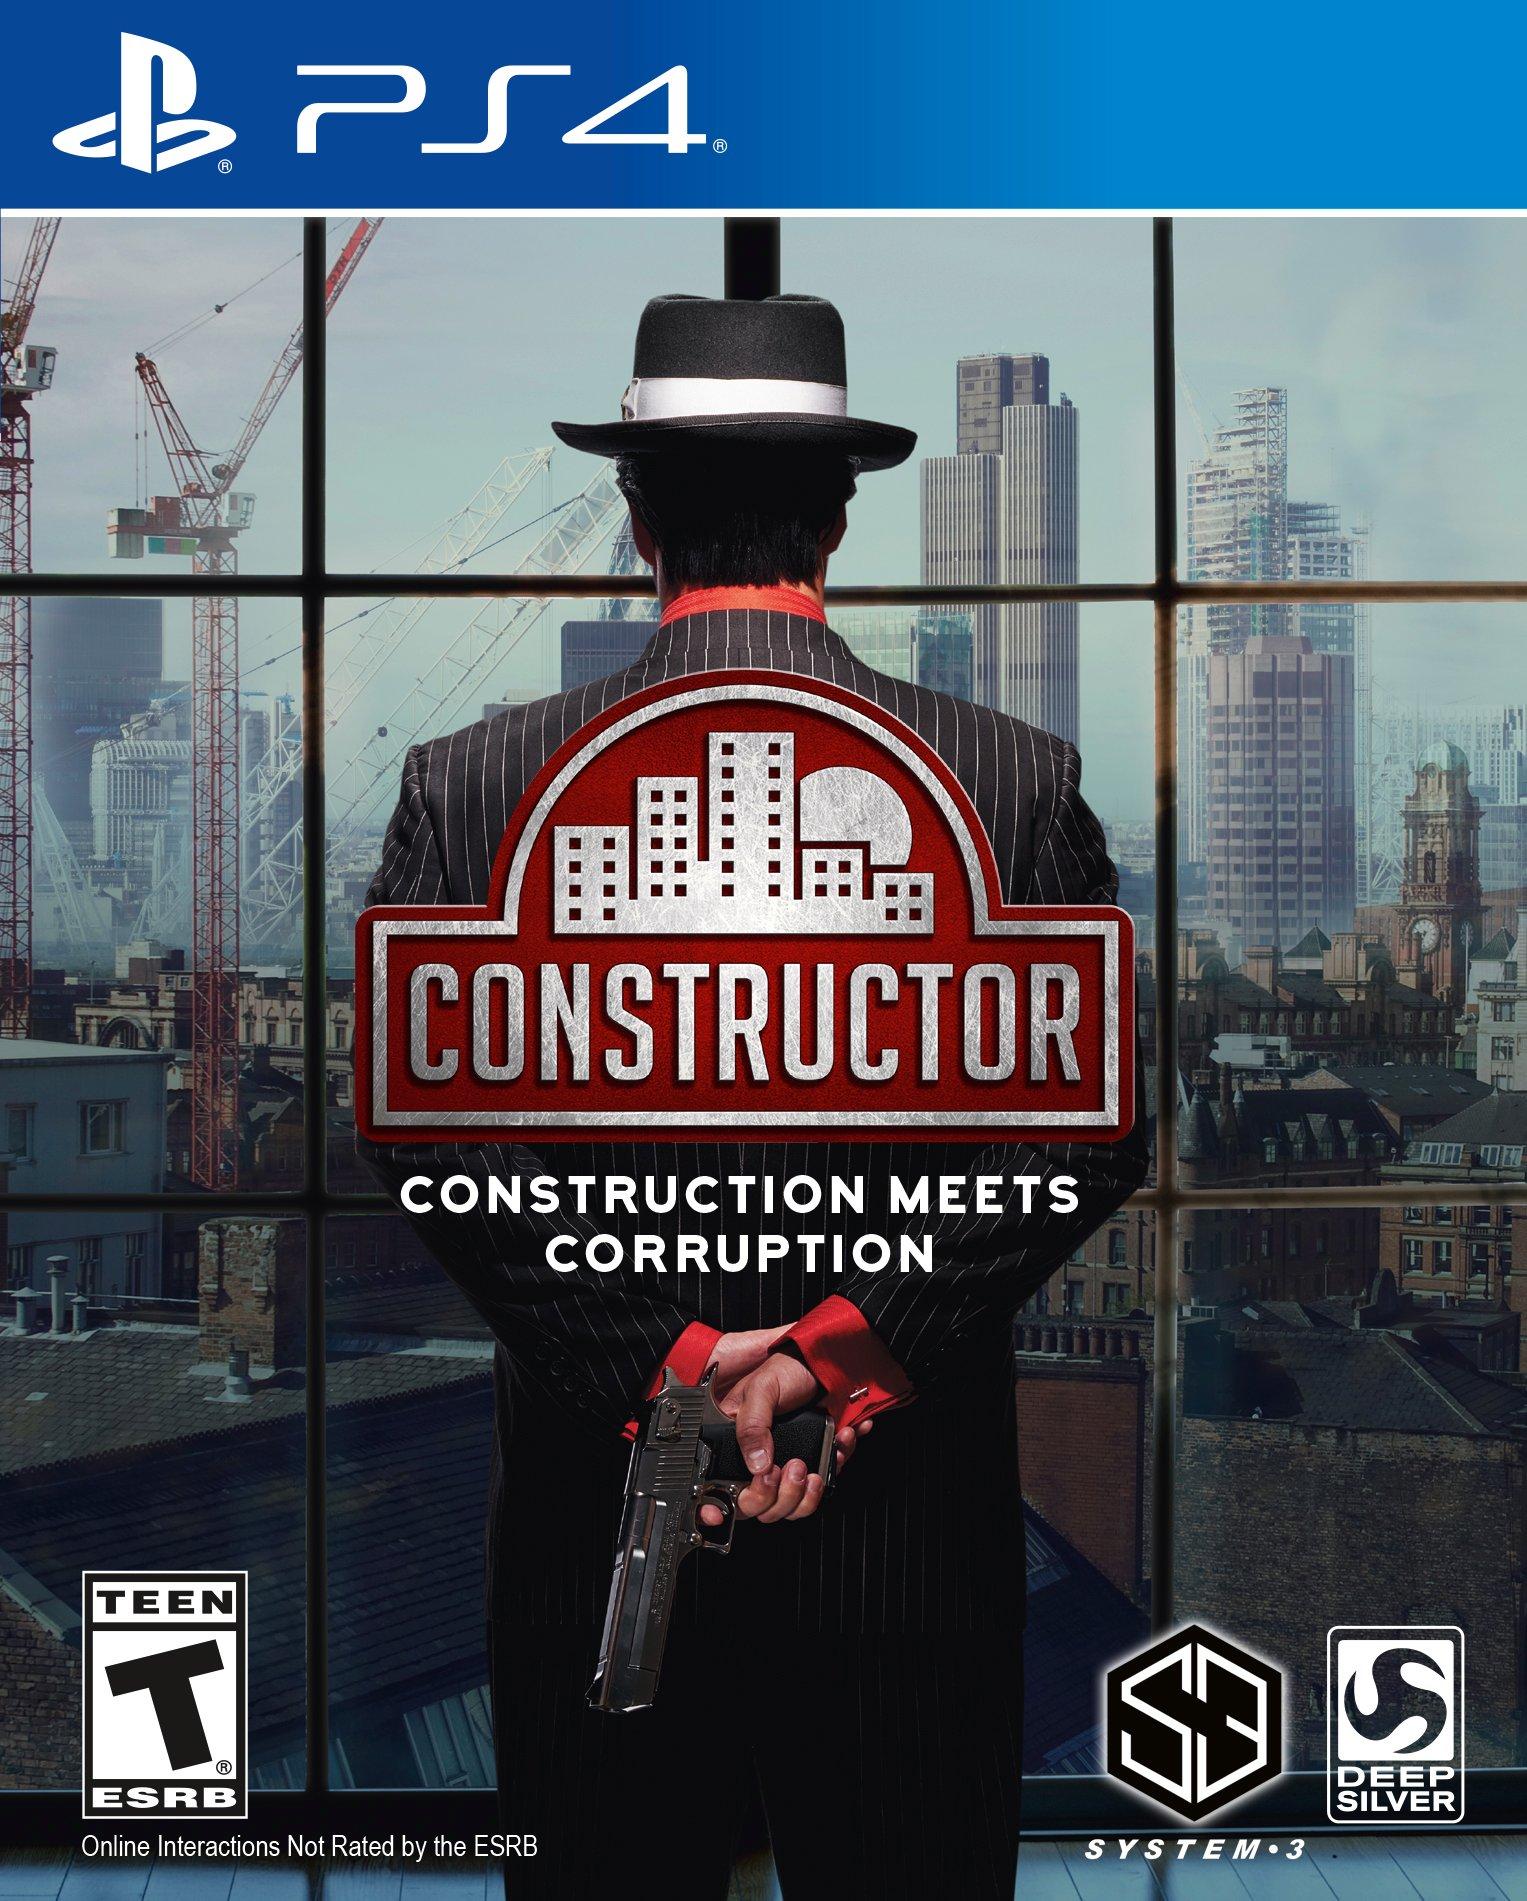 PS4
CONSTRUCTOR
CONSTRUCTION MEETS
CORRUPTION
TEEN
T
ESRB
Online Interactions Not Rated by the ESRB
SYSTEM•3
DEEP
SILVER